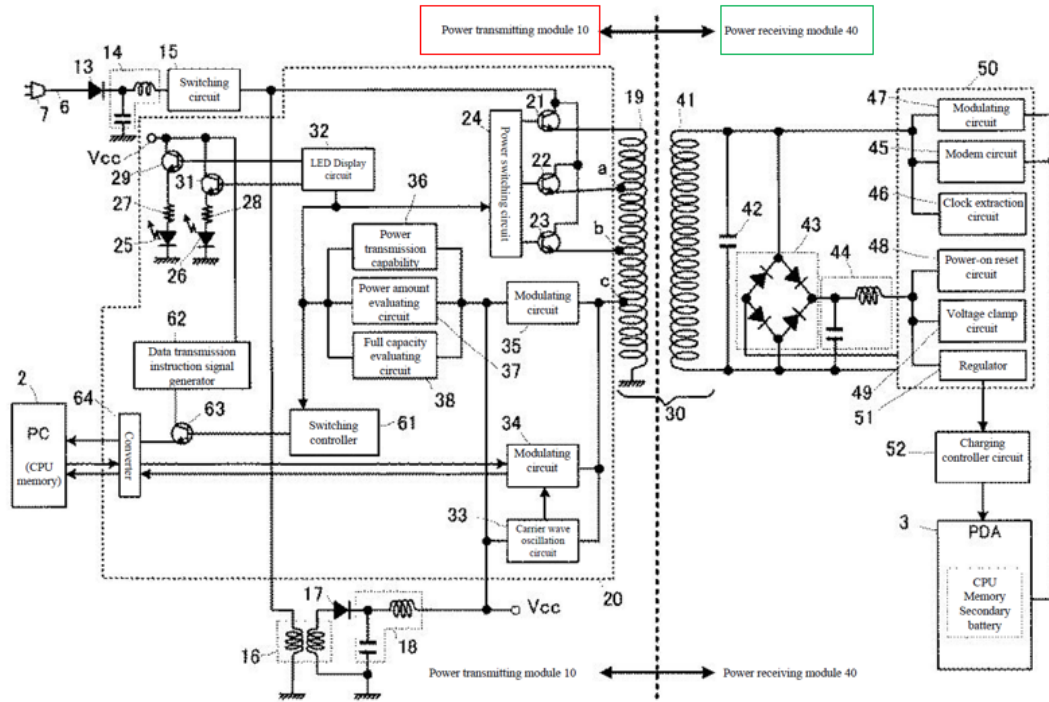 Power transmitting module 10
Power receiving module 40
13
14
15
Switching
circuit
7
6
Vcc
29
31
27
28
25
26
32
LED Display
circuit
24
Power switching circuit
21
22
23
19
41
a
b
c
36
Power
transmission
capability
Power amount
evaluating
circuit
37
Full capacity
evaluating
circuit
38
Modulating
circuit
35
42
43
44
50
47
Modulating
circuit
45
Modem circuit
46
Clock extraction
circuit
48
Power-on reset
circuit
Voltage clamp
circuit
49
Regulator
51
30
62
Data transmission
instruction signal
generator
2
PC
(CPU
memory)
64
Converter
63
Switching
controller
61
34
Modulating
circuit
33
Carrier wave
oscillation
circuit
52
Charging
controller circuit
3
PDA
CPU
Memory
Secondary
battery
20
17
Vcc
16
18
Power transmitting module 10
Power receiving module 40